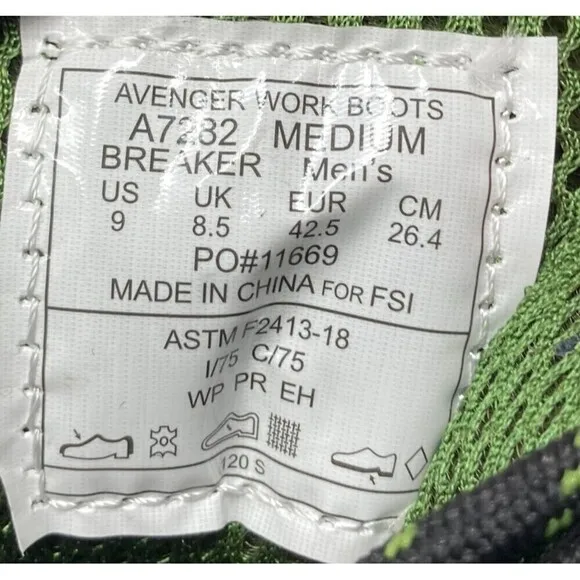 AVENGER WORK BOOTS
A7282 MEDIUM
BREAKER Men's
US UK EUR CM
9 8.5 42.5 26.4
PO#11669
MADE IN CHINA FOR FSI
ASTM F2413-18
I/75 C/75
WP PR EH
120 S